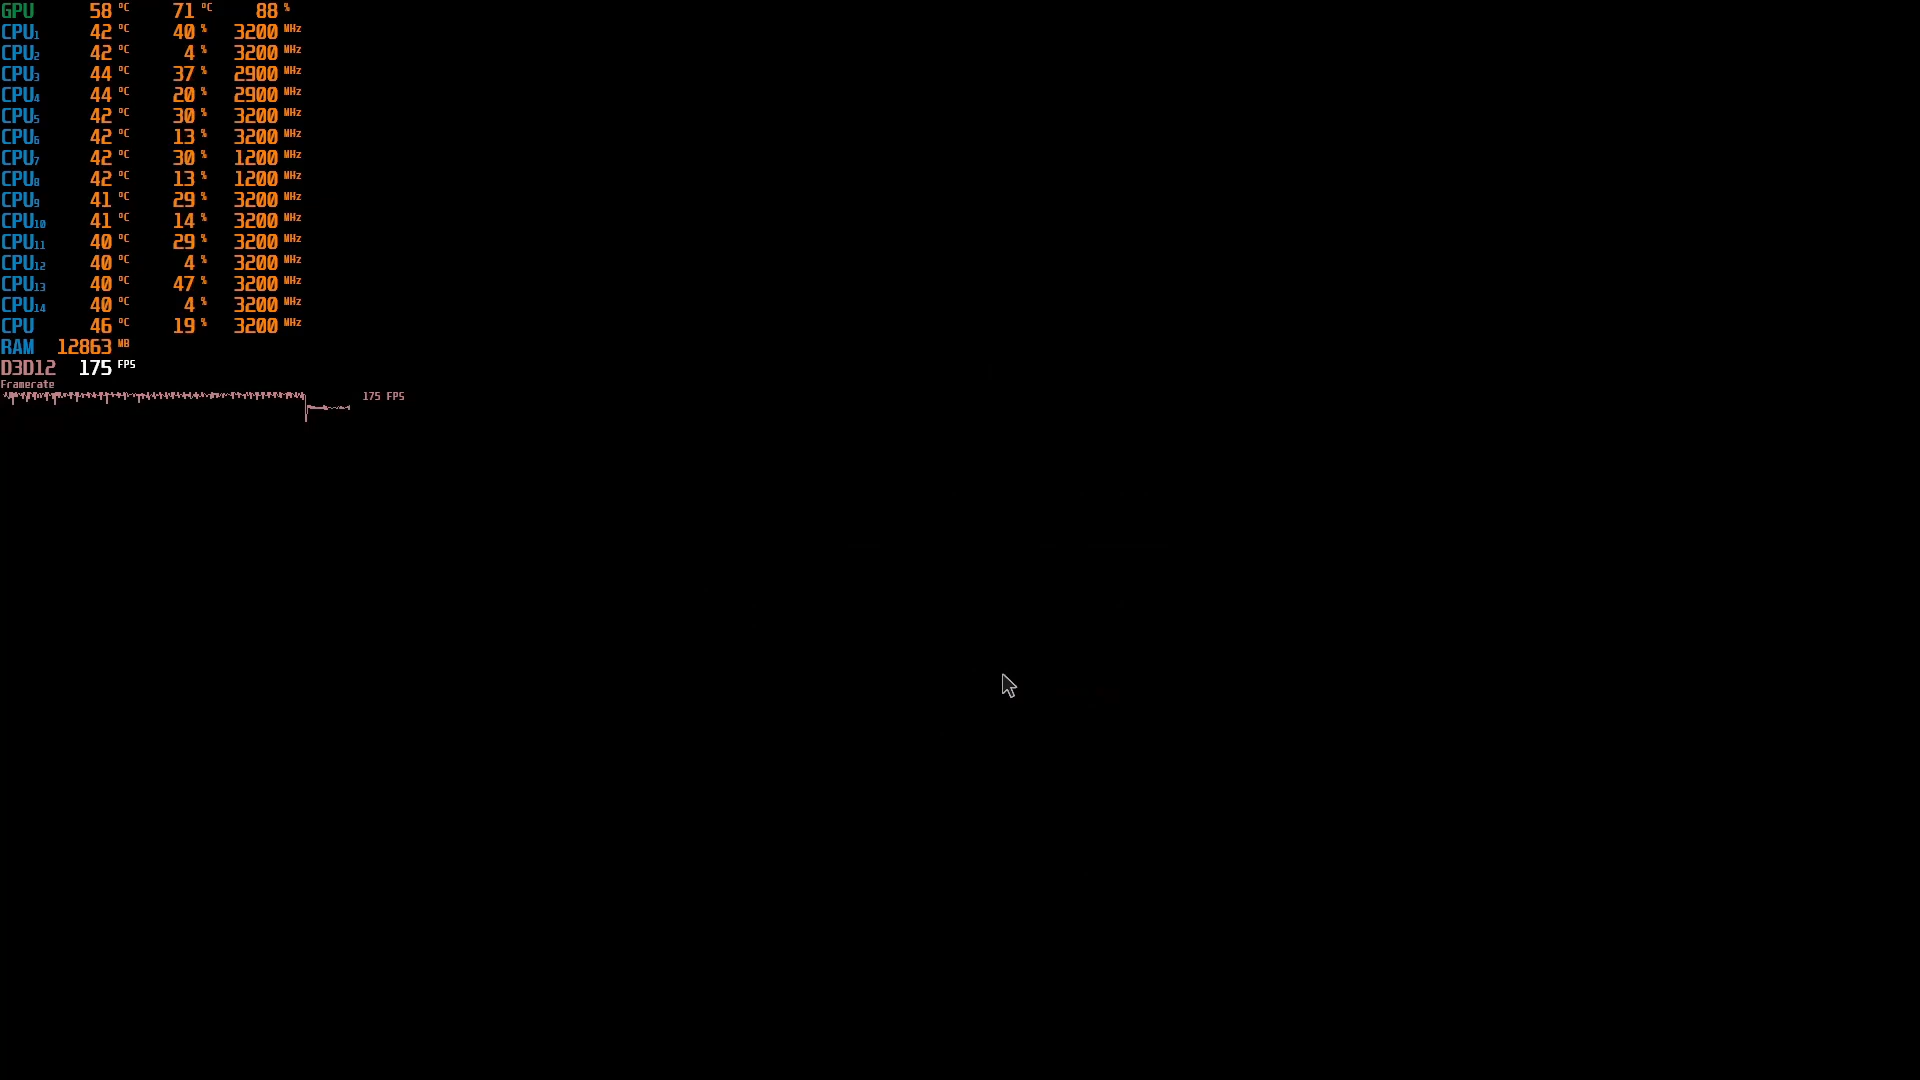 GPU 58 °C 71 °C 88 %
CPU1 42 °C 40 % 3200 MHz
CPU2 42 °C 4 % 3200 MHz
CPU3 44 °C 37 % 2900 MHz
CPU4 44 °C 20 % 2900 MHz
CPU5 42 °C 30 % 3200 MHz
CPU6 42 °C 13 % 3200 MHz
CPU7 42 °C 30 % 1200 MHz
CPU8 42 °C 13 % 1200 MHz
CPU9 41 °C 29 % 3200 MHz
CPU10 41 °C 14 % 3200 MHz
CPU11 40 °C 29 % 3200 MHz
CPU12 40 °C 4 % 3200 MHz
CPU13 40 °C 47 % 3200 MHz
CPU14 40 °C 4 % 3200 MHz
CPU 46 °C 19 % 3200 MHz
RAM 12863 MB
D3D12 175 FPS
Framerate
175 FPS